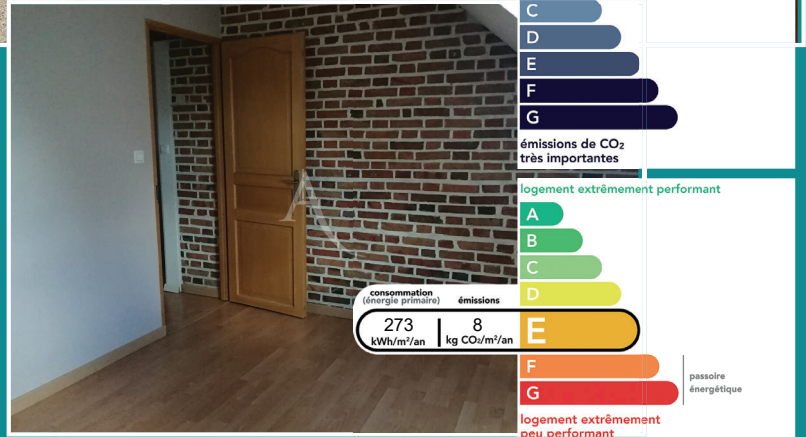 C
D
E
F
G
émissions de CO₂
très importantes
logement extrêmement performant
A
B
C
D
consommation
(énergie primaire)
émissions
273
kWh/m²/an
8
kg CO₂/m²/an
E
F
G
passoire
énergétique
logement extrêmement
peu performant
A